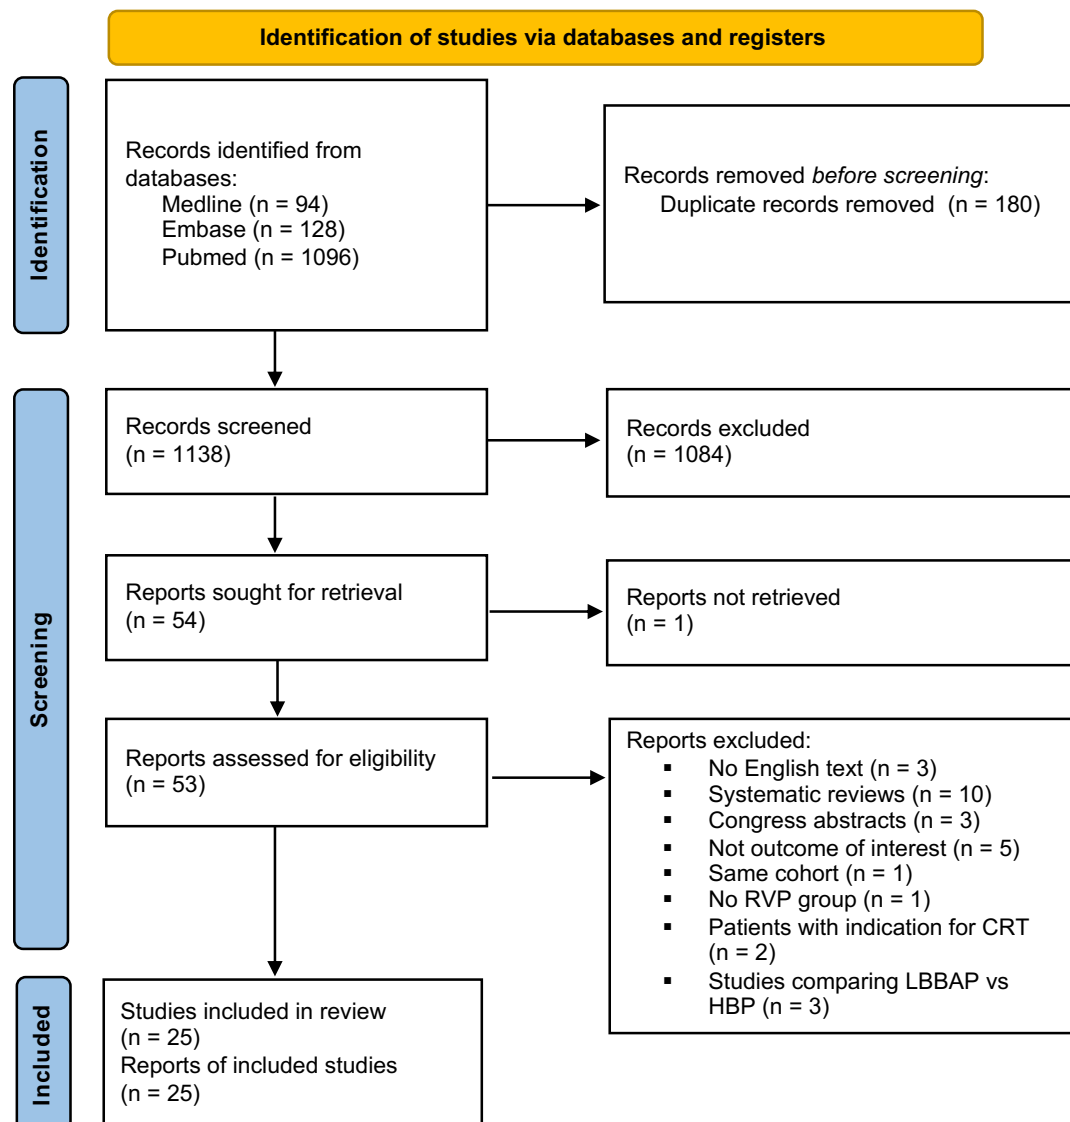 Identification of studies via databases and registers
Identification
Records identified from
databases:
Medline (n = 94)
Embase (n = 128)
Pubmed (n = 1096)
Records removed before screening:
Duplicate records removed (n = 180)
Screening
Records screened
(n = 1138)
Records excluded
(n = 1084)
Reports sought for retrieval
(n = 54)
Reports not retrieved
(n = 1)
Reports assessed for eligibility
(n = 53)
Reports excluded:
▪ No English text (n = 3)
▪ Systematic reviews (n = 10)
▪ Congress abstracts (n = 3)
▪ Not outcome of interest (n = 5)
▪ Same cohort (n = 1)
▪ No RVP group (n = 1)
▪ Patients with indication for CRT
(n = 2)
▪ Studies comparing LBBAP vs
HBP (n = 3)
Included
Studies included in review
(n = 25)
Reports of included studies
(n = 25)